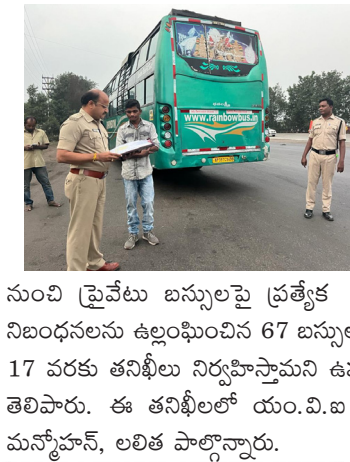 www.rainbowbus.in
నుంచి ప్రైవేటు బస్సులపై ప్రత్యేక
నిబంధనలను ఉల్లంఘించిన 67 బస్సుల
17 వరకు తనిఖీలు నిర్వహిస్తామని
తెలిపారు. ఈ తనిఖీలలో యం.వి.ఐ
మన్మోహన్, లలిత పాల్గొన్నారు.